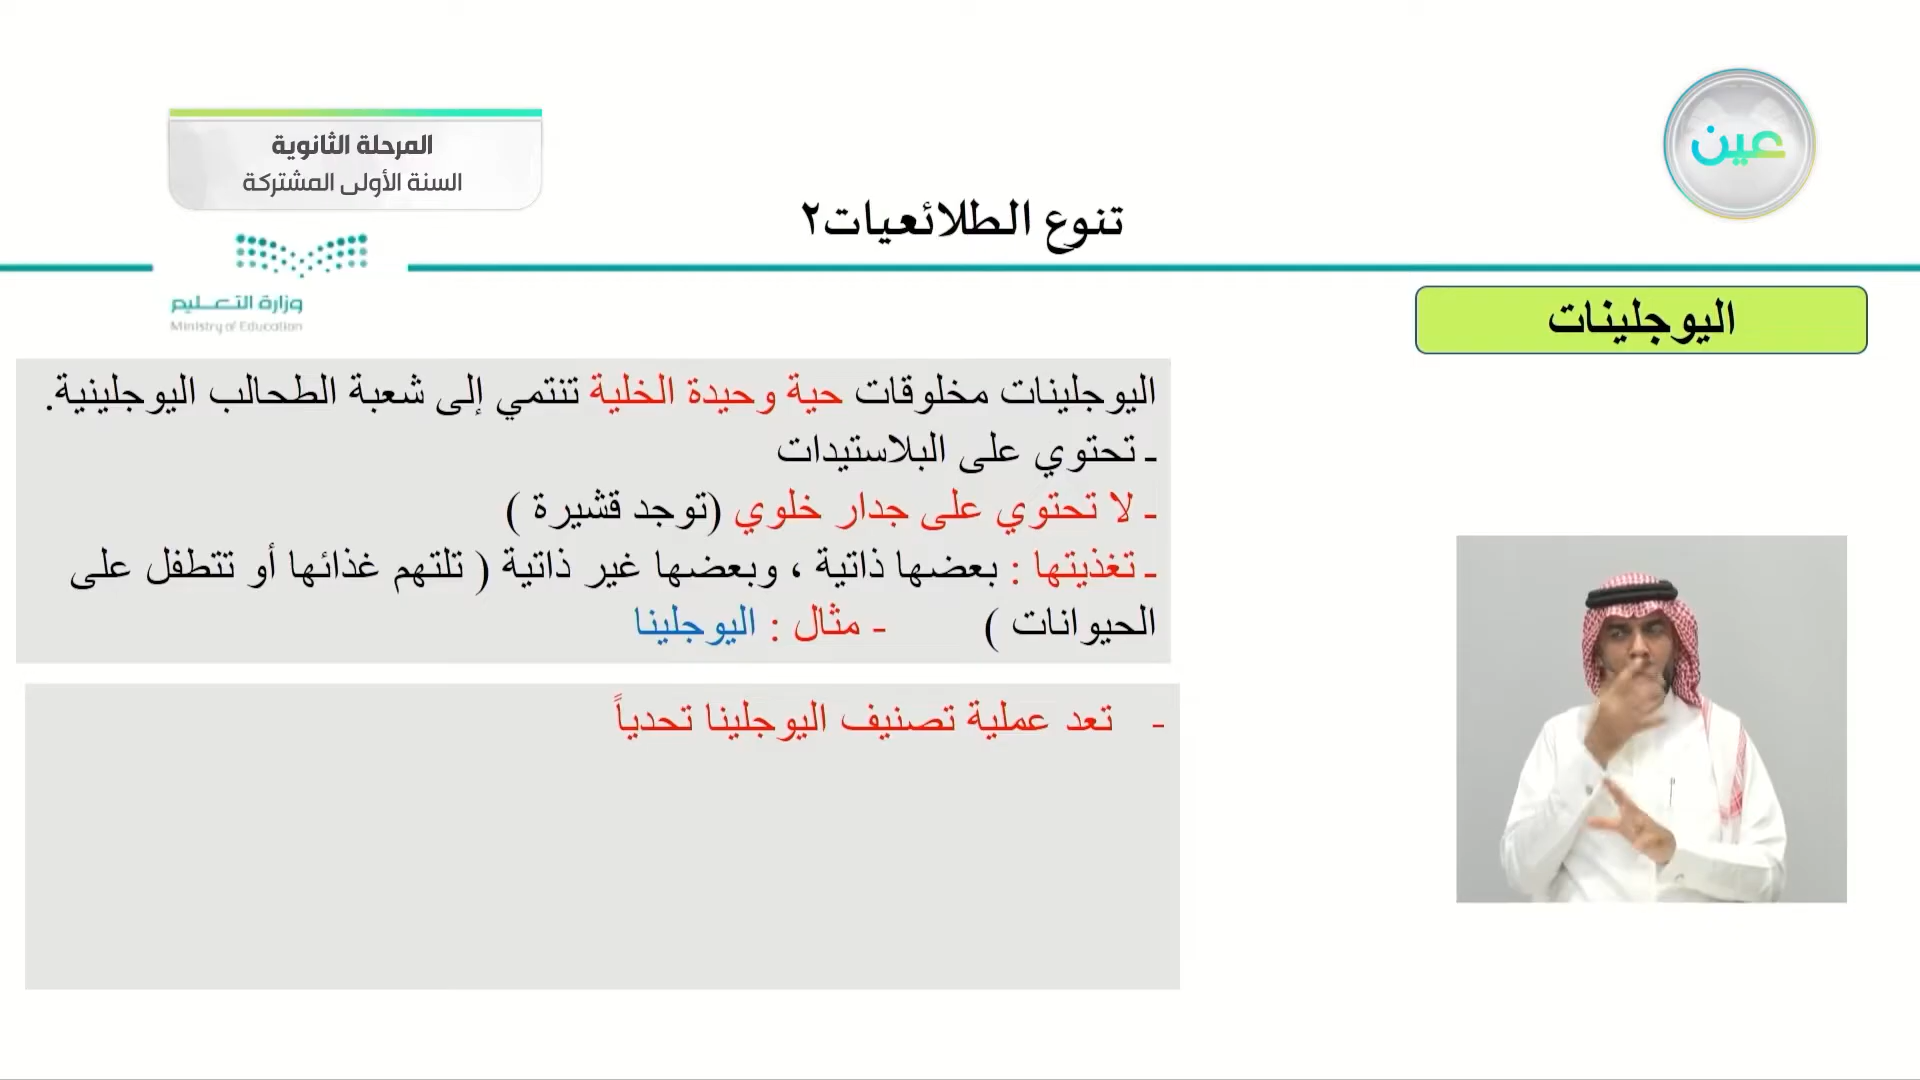 عين
المرحلة الثانوية
السنة الأولى المشتركة
تنوع الطلائعيات٢
وزارة التعليم
Ministry of Education
اليوجلينات
اليوجلينات مخلوقات حية وحيدة الخلية تنتمي إلى شعبة الطحالب اليوجلينية.
- تحتوي على البلاستيدات
- لا تحتوي على جدار خلوي (توجد قشيرة )
- تغذيتها : بعضها ذاتية ، وبعضها غير ذاتية ( تلتهم غذائها أو تتطفل على
الحيوانات ) - مثال : اليوجلينا
- تعد عملية تصنيف اليوجلينا تحدياً